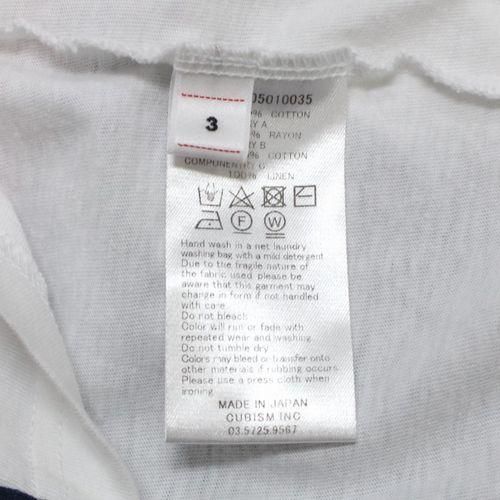 05010035
3
% COTTON
Y A
% RAYON
Y B
% COTTON
COMPONENTRY C
100% LINEN
F W
Hand wash in a net laundry
washing bag with a mild detergent
Due to the fragile nature of
the fabric used, please be
aware that this garment may
change in form if not handled
with care.
Do not bleach
Color will run or fade with
repeated wear and washing.
Do not tumble dry
Colors may bleed or transfer onto
other materials if rubbing occurs.
Please use a press cloth when
ironing
MADE IN JAPAN
CUBISM INC
03.5725.9567